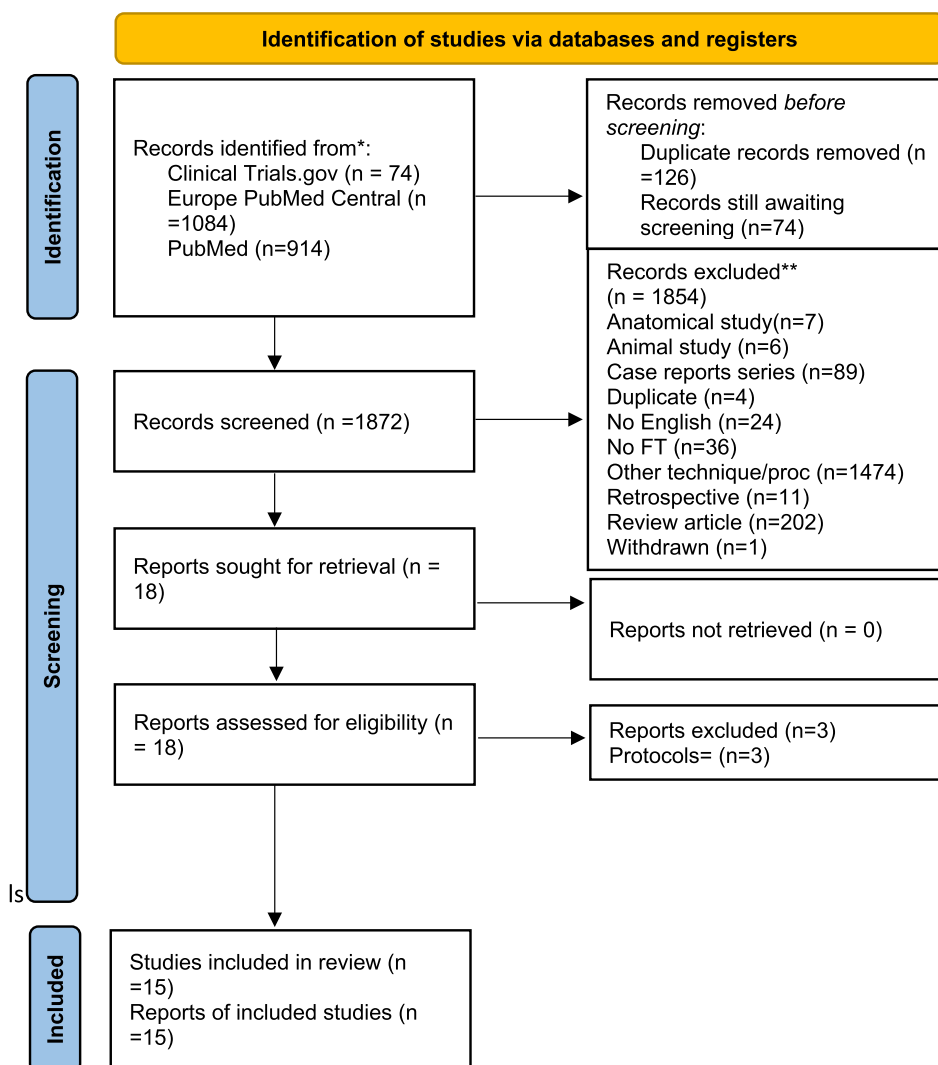 Identification of studies via databases and registers
Identification
Records identified from*:
Clinical Trials.gov (n = 74)
Europe PubMed Central (n
=1084)
PubMed (n=914)
Records removed before
screening:
Duplicate records removed (n
=126)
Records still awaiting
screening (n=74)
Records excluded**
(n = 1854)
Anatomical study(n=7)
Animal study (n=6)
Case reports series (n=89)
Duplicate (n=4)
No English (n=24)
No FT (n=36)
Other technique/proc (n=1474)
Retrospective (n=11)
Review article (n=202)
Withdrawn (n=1)
Screening
Records screened (n =1872)
Reports sought for retrieval (n =
18)
Reports not retrieved (n = 0)
Reports assessed for eligibility (n
= 18)
Reports excluded (n=3)
Protocols= (n=3)
ls
Included
Studies included in review (n
=15)
Reports of included studies (n
=15)